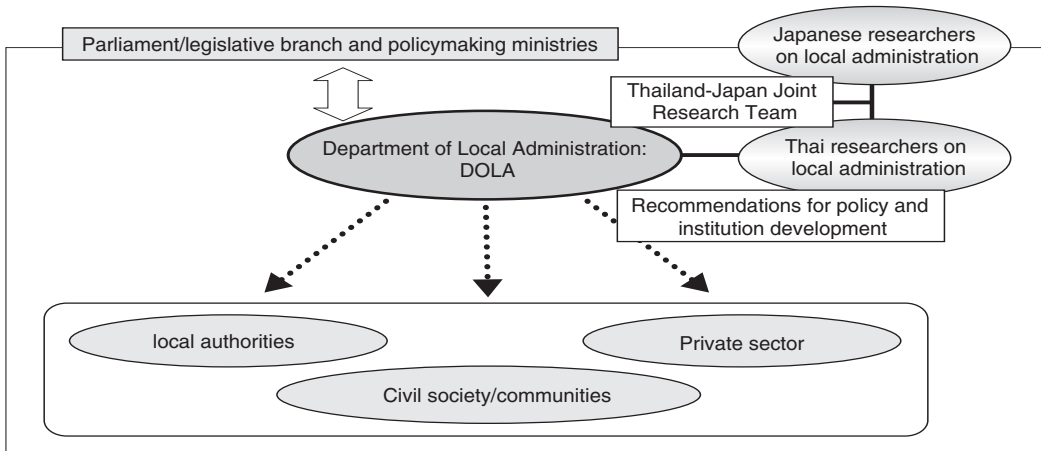 Parliament/legislative branch and policymaking ministries
Japanese researchers
on local administration
Thailand-Japan Joint
Research Team
Department of Local Administration:
DOLA
Thai researchers on
local administration
Recommendations for policy and
institution development
local authorities
Private sector
Civil society/communities